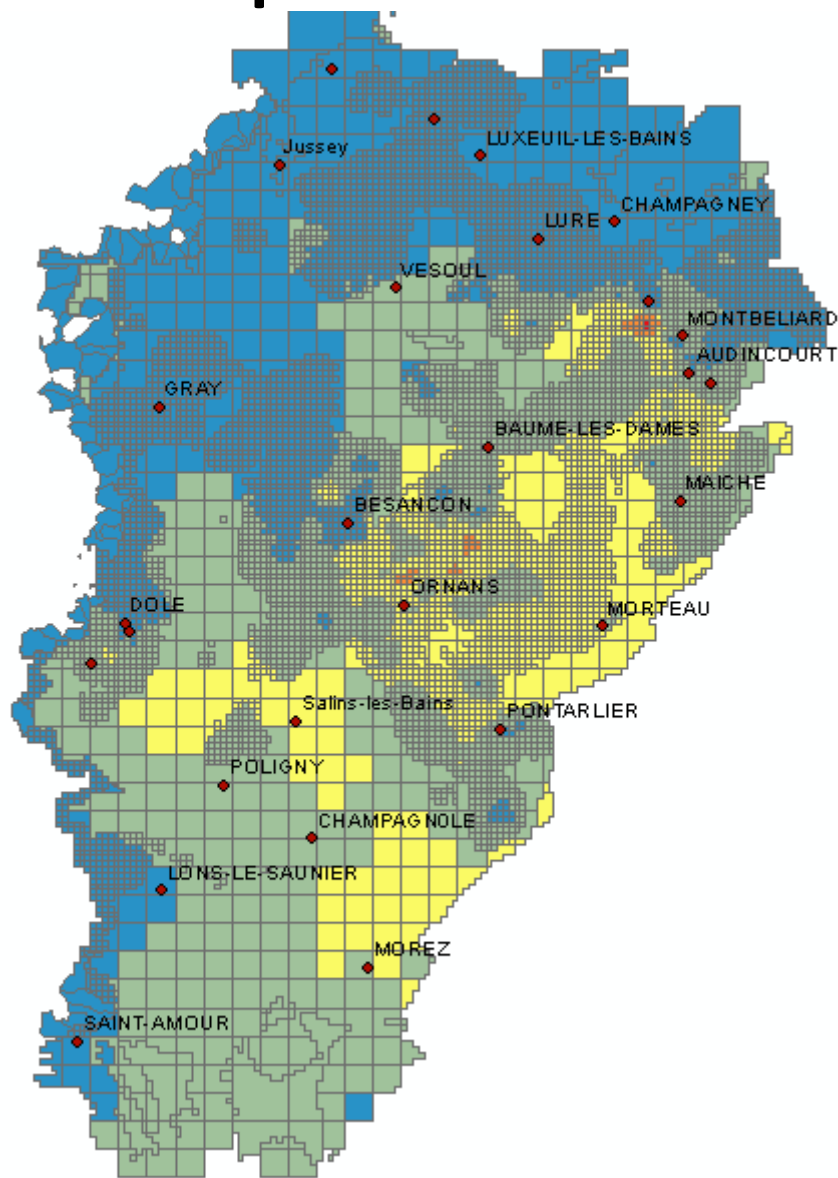 Jussey
LUXEUIL-LES-BAINS
CHAMPAGNEY
LURE
VESOUL
MONTBELIARD
AUDINCOURT
GRAY
BAUME-LES-DAMES
MAICHE
BESANCON
ORNANS
DOLE
MORTEAU
Salins-les-Bains
PONTARLIER
POLIGNY
CHAMPAGNOLE
LONS-LE-SAUNIER
MOREZ
SAINT-AMOUR